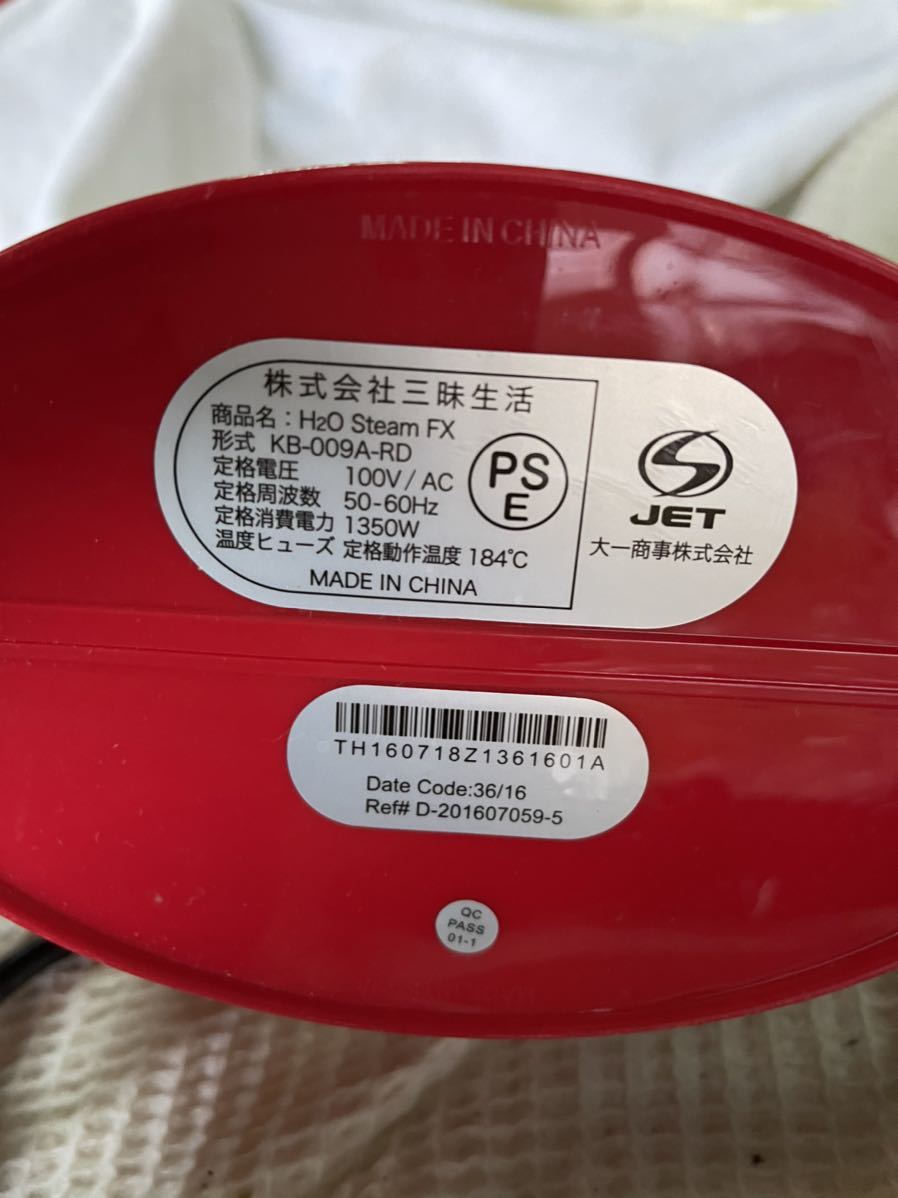 MADE IN CHINA
株式会社三昧生活
商品名：H2O Steam FX
形式 KB-009A-RD
定格電圧 100V/AC
定格周波数 50-60Hz
定格消費電力 1350W
温度ヒューズ 定格動作温度 184℃
MADE IN CHINA
PS
E
JET
大一商事株式会社
TH160718Z1361601A
Date Code:36/16
Ref# D-201607059-5
QC
PASS
01-1